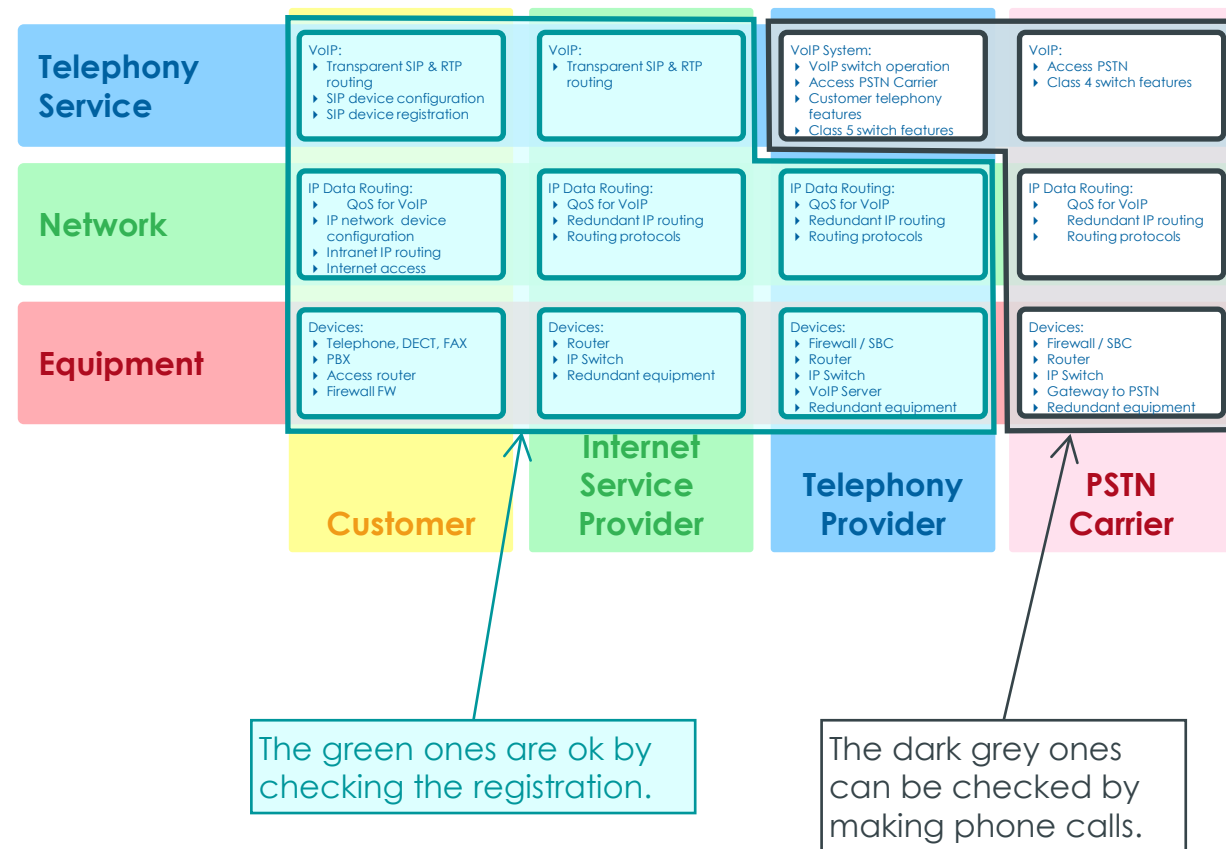 Telephony
Service
VoIP:
Transparent SIP & RTP
routing
SIP device configuration
SIP device registration
VoIP:
Transparent SIP & RTP
routing
VoIP System:
VoIP switch operation
Access PSTN Carrier
Customer telephony
features
Class 5 switch features
VoIP:
Access PSTN
Class 4 switch features
Network
IP Data Routing:
QoS for VoIP
IP network device
configuration
Intranet IP routing
Internet access
IP Data Routing:
QoS for VoIP
Redundant IP routing
Routing protocols
IP Data Routing:
QoS for VoIP
Redundant IP routing
Routing protocols
IP Data Routing:
QoS for VoIP
Redundant IP routing
Routing protocols
Equipment
Devices:
Telephone, DECT, FAX
PBX
Access router
Firewall FW
Devices:
Router
IP Switch
Redundant equipment
Devices:
Firewall / SBC
Router
IP Switch
VoIP Server
Redundant equipment
Devices:
Firewall / SBC
Router
IP Switch
Gateway to PSTN
Redundant equipment
Customer
Internet
Service
Provider
Telephony
Provider
PSTN
Carrier
The green ones are ok by
checking the registration.
The dark grey ones
can be checked by
making phone calls.